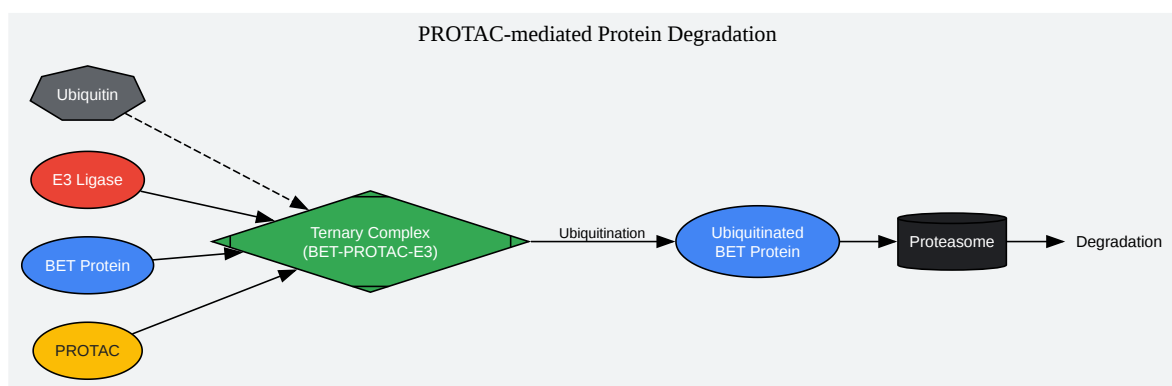 PROTAC-mediated Protein Degradation
Ubiquitin
E3 Ligase
BET Protein
PROTAC
Ternary Complex
(BET-PROTAC-E3)
Ubiquitination
Ubiquitinated
BET Protein
Proteasome
Degradation